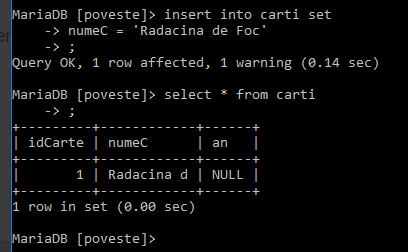 MariaDB [poveste]> insert into carti set
    -> numeC = 'Radacina de Foc'
    -> ;
Query OK, 1 row affected, 1 warning (0.14 sec)

MariaDB [poveste]> select * from carti
    -> ;
+---------+------------+------+
| idCarte | numeC      | an   |
+---------+------------+------+
|       1 | Radacina d | NULL |
+---------+------------+------+
1 row in set (0.00 sec)

MariaDB [poveste]>